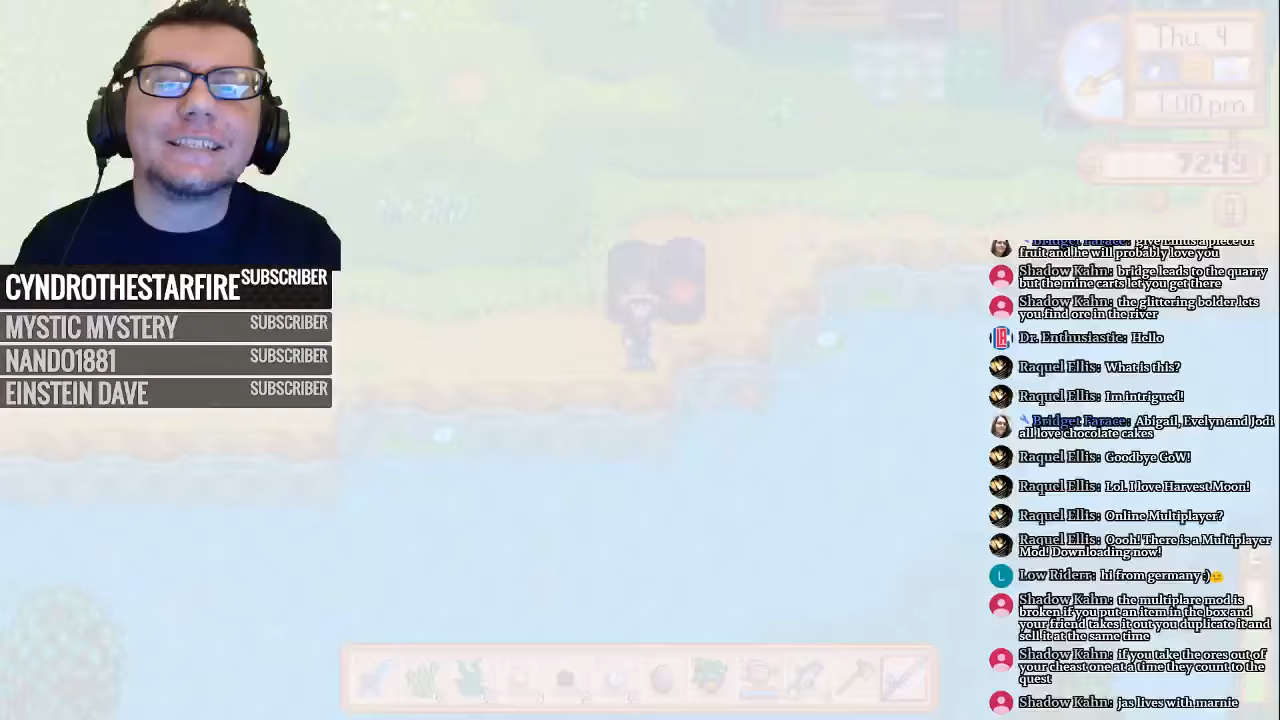 Thu. 4
1:00 pm
7249
CYNDROTHESTARFIRE SUBSCRIBER
MYSTIC MYSTERY SUBSCRIBER
NANDO1881 SUBSCRIBER
EINSTEIN DAVE SUBSCRIBER
Bridget Farace: give Linus a piece of
fruit and he will probably love you
Shadow Kahn: bridge leads to the quarry
but the mine carts let you get there
Shadow Kahn: the glittering bolder lets
you find ore in the river
Dr. Enthusiastic: Hello
Raquel Ellis: What is this?
Raquel Ellis: Im intrigued!
Bridget Farace: Abigail, Evelyn and Jodi
all love chocolate cakes
Raquel Ellis: Goodbye GoW!
Raquel Ellis: Lol. I love Harvest Moon!
Raquel Ellis: Online Multiplayer?
Raquel Ellis: Oooh! There is a Multiplayer
Mod! Downloading now!
Low Riderr: hi from germany :)
Shadow Kahn: the multiplare mod is
broken if you put an item in the box and
your friend takes it out you duplicate it and
sell it at the same time
Shadow Kahn: if you take the ores out of
your cheast one at a time they count to the
quest
Shadow Kahn: jas lives with marnie